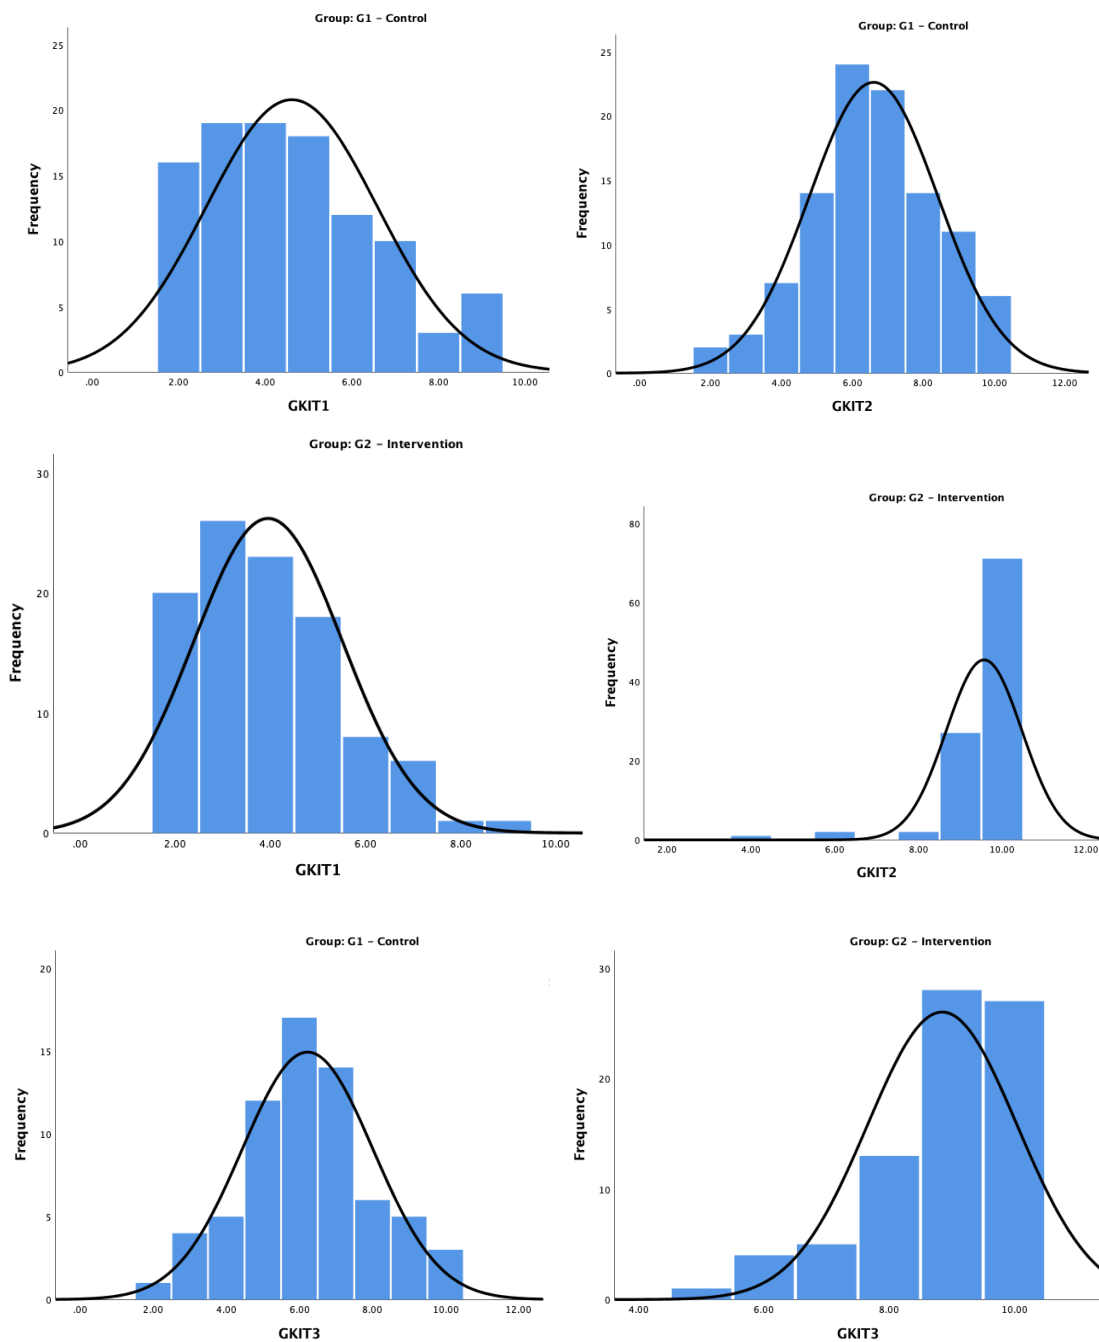 Group: G1 – Control
25
20
15
10
5
0
Frequency
.00 2.00 4.00 6.00 8.00 10.00
GKIT1
Group: G1 – Control
25
20
15
10
5
0
Frequency
.00 2.00 4.00 6.00 8.00 10.00 12.00
GKIT2
Group: G2 – Intervention
30
20
10
0
Frequency
.00 2.00 4.00 6.00 8.00 10.00
GKIT1
Group: G2 – Intervention
80
60
40
20
0
Frequency
2.00 4.00 6.00 8.00 10.00 12.00
GKIT2
Group: G1 – Control
20
15
10
5
0
Frequency
.00 2.00 4.00 6.00 8.00 10.00 12.00
GKIT3
Group: G2 – Intervention
30
20
10
0
Frequency
4.00 6.00 8.00 10.00
GKIT3